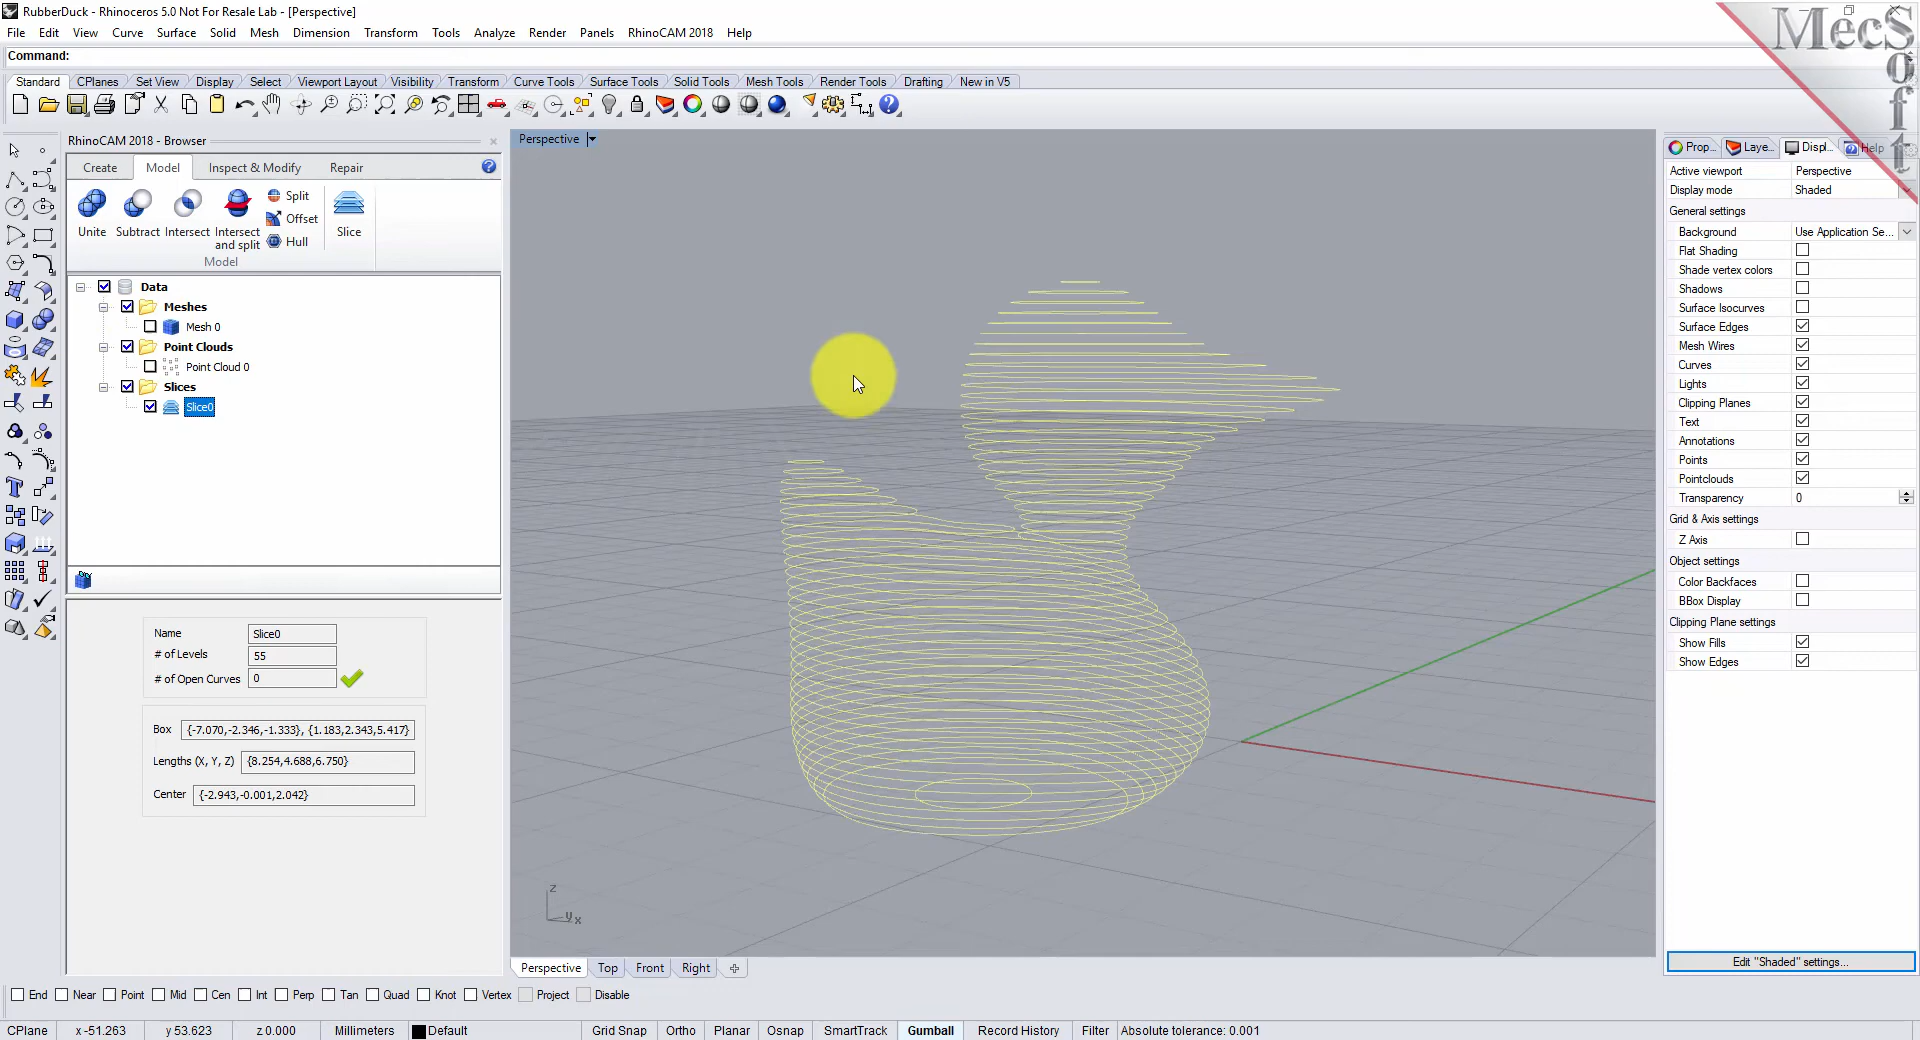 RubberDuck - Rhinoceros 5.0 Not For Resale Lab - [Perspective]
File Edit View Curve Surface Solid Mesh Dimension Transform Tools Analyze Render Panels RhinoCAM 2018 Help
Command:
Standard CPlanes Set View Display Select Viewport Layout Visibility Transform Curve Tools Surface Tools Solid Tools Mesh Tools Render Tools Drafting New in V5
RhinoCAM 2018 - Browser
Create Model Inspect & Modify Repair
Unite Subtract Intersect Intersect and split Split Offset Hull Slice
Model
Data
Meshes
Mesh 0
Point Clouds
Point Cloud 0
Slices
Slice0
Name Slice0
# of Levels 55
# of Open Curves 0
Box {-7.070,-2.346,-1.333}, {1.183,2.343,5.417}
Lengths (X, Y, Z) {8.254,4.688,6.750}
Center {-2.943,-0.001,2.042}
Perspective
z
y x
Perspective Top Front Right
MecSoft
Prop... Laye... Displ... Help
Active viewport Perspective
Display mode Shaded
General settings
Background Use Application Se...
Flat Shading
Shade vertex colors
Shadows
Surface Isocurves
Surface Edges
Mesh Wires
Curves
Lights
Clipping Planes
Text
Annotations
Points
Pointclouds
Transparency 0
Grid & Axis settings
Z Axis
Object settings
Color Backfaces
BBox Display
Clipping Plane settings
Show Fills
Show Edges
Edit "Shaded" settings...
End Near Point Mid Cen Int Perp Tan Quad Knot Vertex Project Disable
CPlane x -51.263 y 53.623 z 0.000 Millimeters Default Grid Snap Ortho Planar Osnap SmartTrack Gumball Record History Filter Absolute tolerance: 0.001